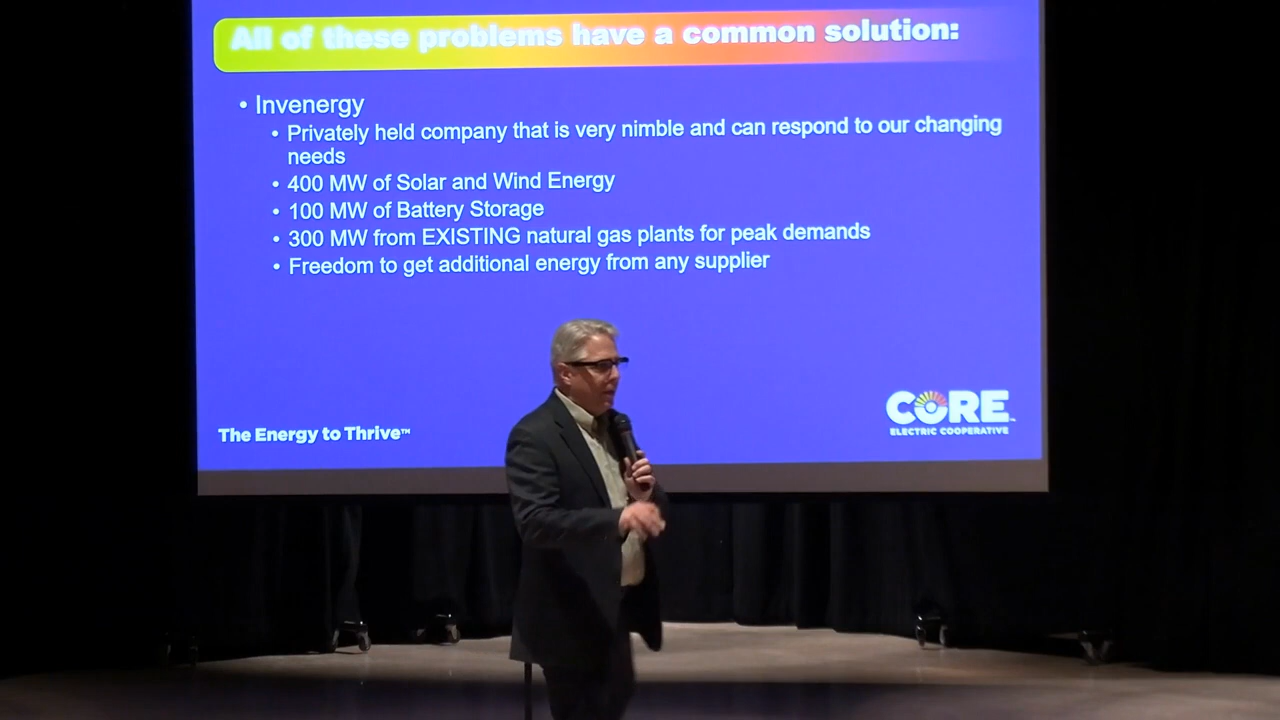 All of these problems have a common solution:
• Invenergy
• Privately held company that is very nimble and can respond to our changing
needs
• 400 MW of Solar and Wind Energy
• 100 MW of Battery Storage
• 300 MW from EXISTING natural gas plants for peak demands
• Freedom to get additional energy from any supplier
The Energy to Thrive™
CORE™
ELECTRIC COOPERATIVE